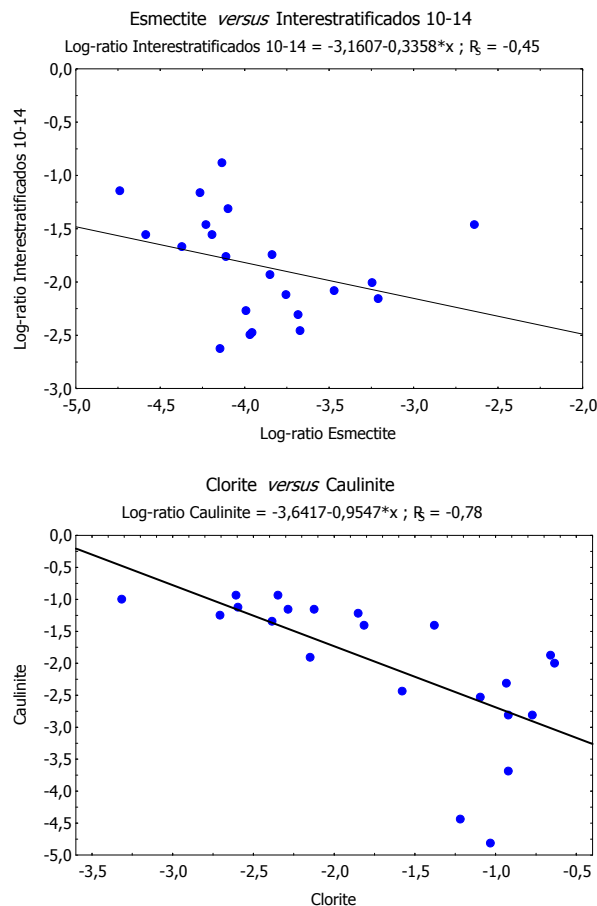 Esmectite versus Interestratificados 10-14
Log-ratio Interestratificados 10-14 = -3,1607-0,3358*x ; RS = -0,45
0,0
-0,5
-1,0
-1,5
-2,0
-2,5
-3,0
Log-ratio Interestratificados 10-14
-5,0 -4,5 -4,0 -3,5 -3,0 -2,5 -2,0
Log-ratio Esmectite
Clorite versus Caulinite
Log-ratio Caulinite = -3,6417-0,9547*x ; RS = -0,78
0,0
-0,5
-1,0
-1,5
-2,0
-2,5
-3,0
-3,5
-4,0
-4,5
-5,0
Caulinite
-3,5 -3,0 -2,5 -2,0 -1,5 -1,0 -0,5
Clorite